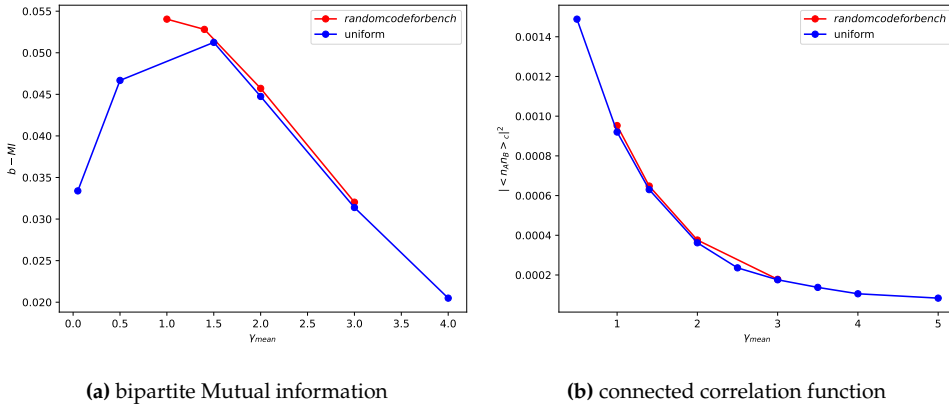 0.055
0.050
0.045
0.040
0.035
0.030
0.025
0.020
b − MI
0.0 0.5 1.0 1.5 2.0 2.5 3.0 3.5 4.0
γmean
randomcodeforbench
uniform
(a) bipartite Mutual information
0.0014
0.0012
0.0010
0.0008
0.0006
0.0004
0.0002
| < nAnB > c|2
1 2 3 4 5
γmean
randomcodeforbench
uniform
(b) connected correlation function